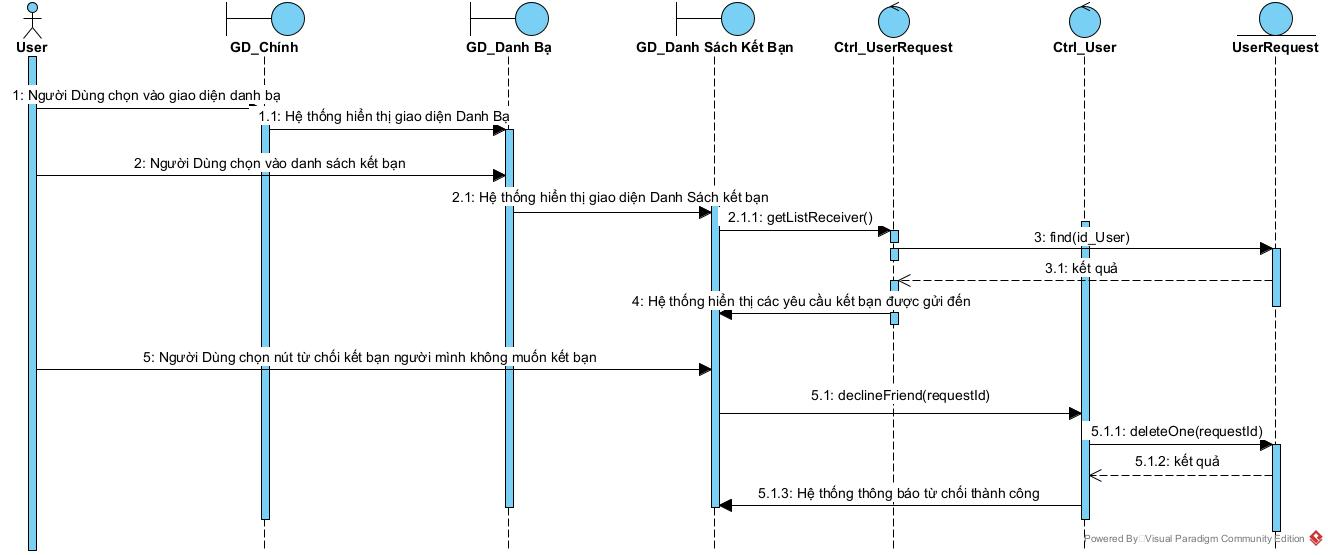 User
GD_Chính
GD_Danh Bạ
GD_Danh Sách Kết Bạn
Ctrl_UserRequest
Ctrl_User
UserRequest
1: Người Dùng chọn vào giao diện danh bạ
1.1: Hệ thống hiển thị giao diện Danh Bạ
2: Người Dùng chọn vào danh sách kết bạn
2.1: Hệ thống hiển thị giao diện Danh Sách kết bạn
2.1.1: getListReceiver()
3: find(id_User)
3.1: kết quả
4: Hệ thống hiển thị các yêu cầu kết bạn được gửi đến
5: Người Dùng chọn nút từ chối kết bạn người mình không muốn kết bạn
5.1: declineFriend(requestId)
5.1.1: deleteOne(requestId)
5.1.2: kết quả
5.1.3: Hệ thống thông báo từ chối thành công
Powered By Visual Paradigm Community Edition